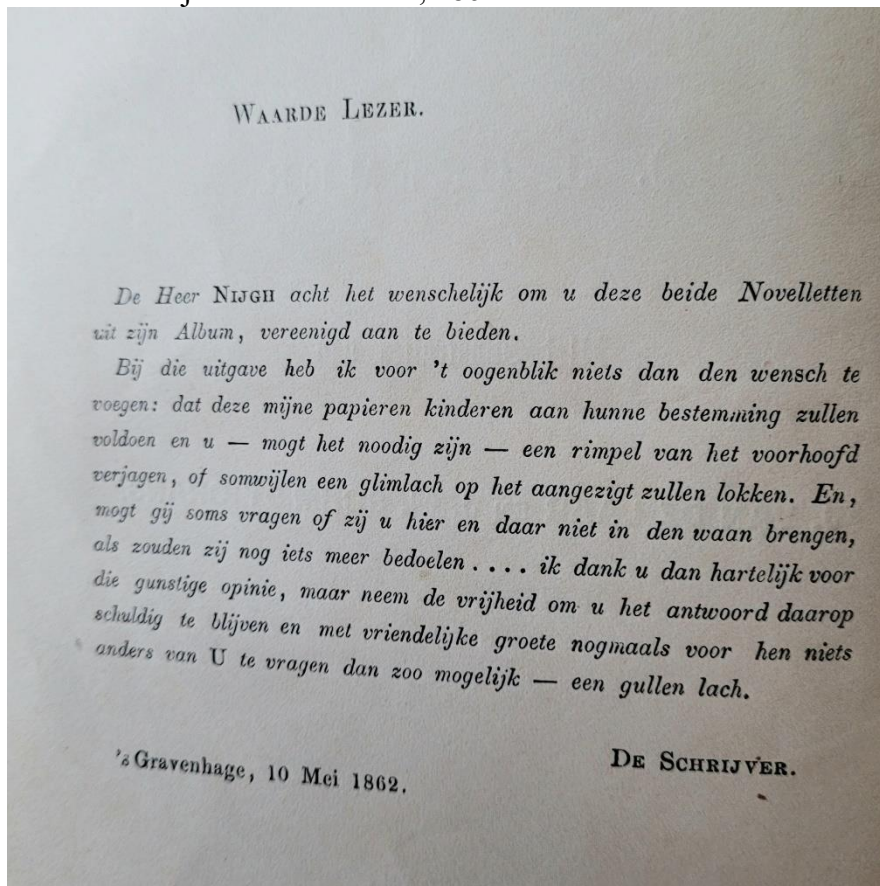 WAARDE LEZER.
De Heer NIJGH acht het wenschelijk om u deze beide Novelletten
uit zijn Album, vereenigd aan te bieden.
Bij die uitgave heb ik voor 't oogenblik niets dan den wensch te
voegen: dat deze mijne papieren kinderen aan hunne bestemming zullen
voldoen en u — mogt het noodig zijn — een rimpel van het voorhoofd
verjagen, of somwijlen een glimlach op het aangezigt zullen lokken. En,
mogt gij soms vragen of zij u hier en daar niet in den waan brengen,
als zouden zij nog iets meer bedoelen . . . . ik dank u dan hartelijk voor
die gunstige opinie, maar neem de vrijheid om u het antwoord daarop
schuldig te blijven en met vriendelijke groete nogmaals voor hen niets
anders van U te vragen dan zoo mogelijk — een gullen lach.
's Gravenhage, 10 Mei 1862.
DE SCHRIJVER.